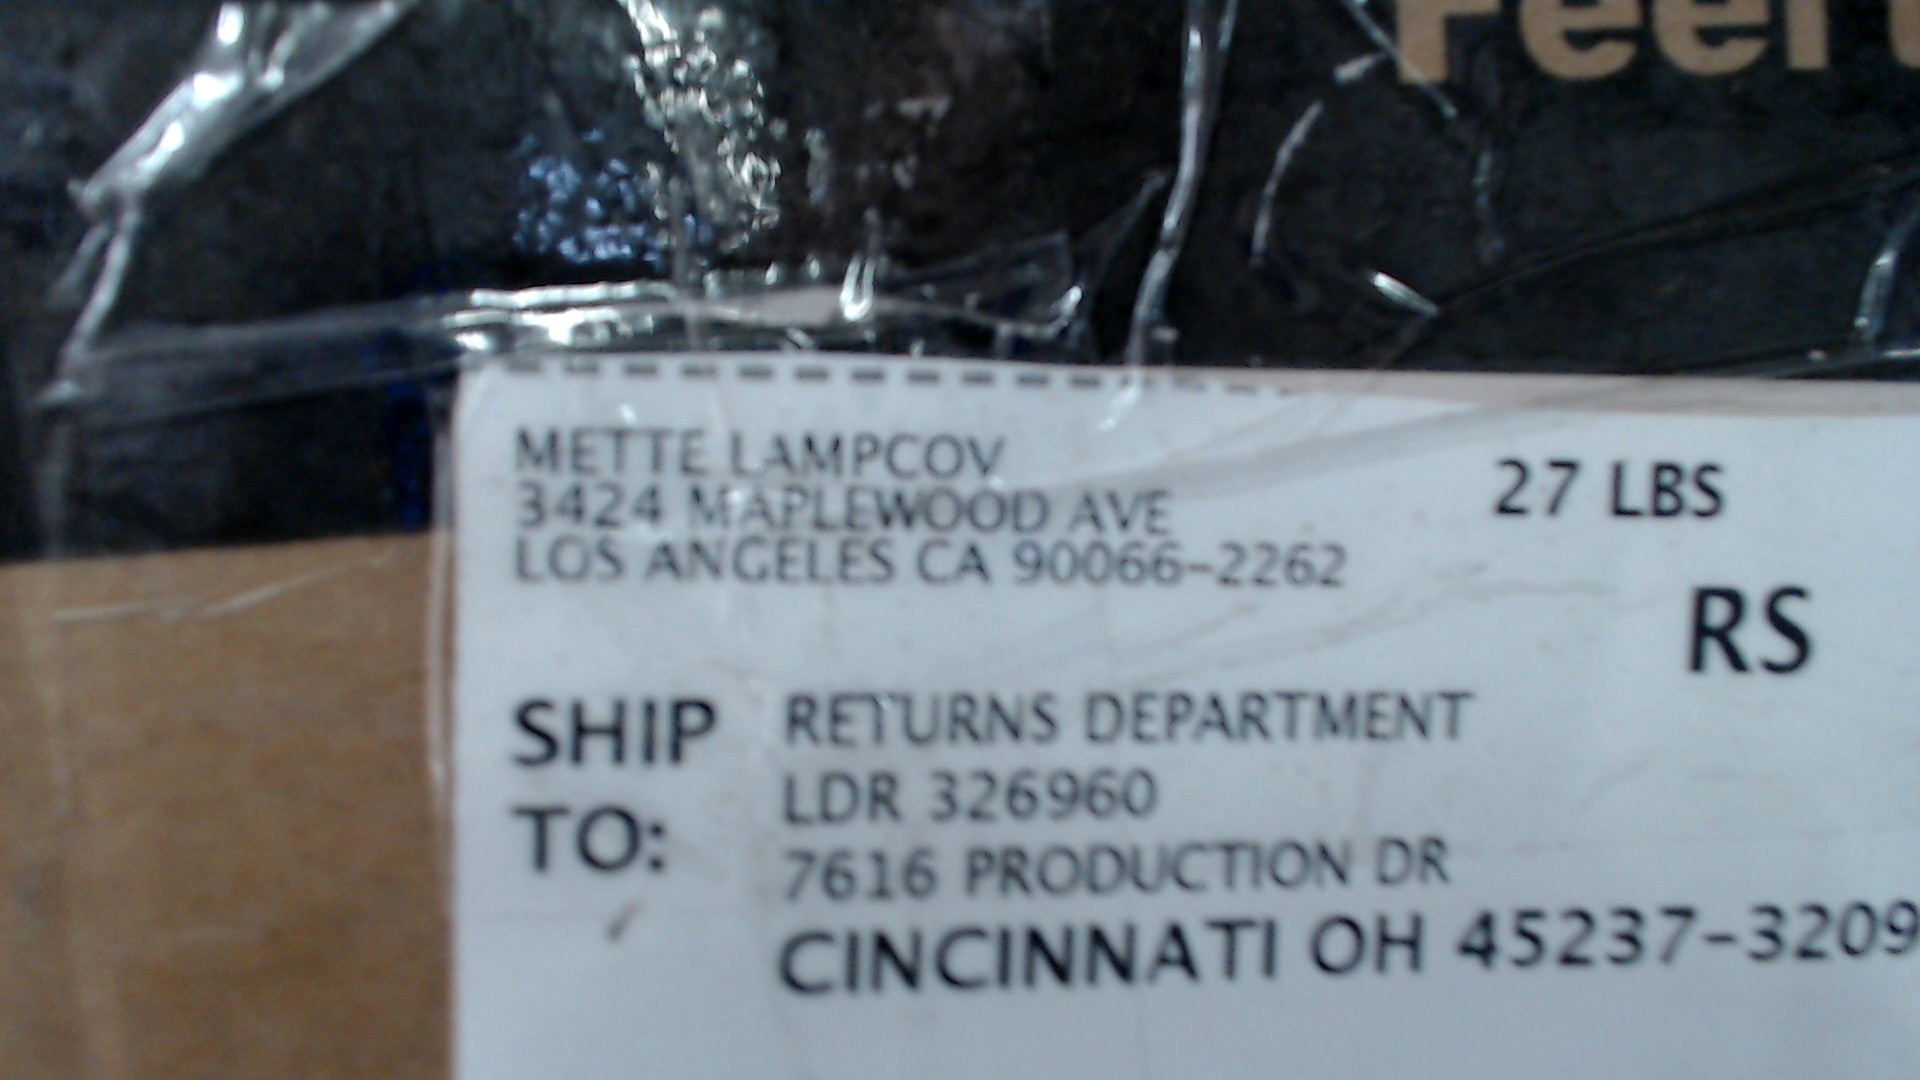 Feel
METTE LAMPCOV
3424 MAPLEWOOD AVE
LOS ANGELES CA 90066-2262
27 LBS
RS
SHIP TO:
RETURNS DEPARTMENT
LDR 326960
7616 PRODUCTION DR
CINCINNATI OH 45237-3209